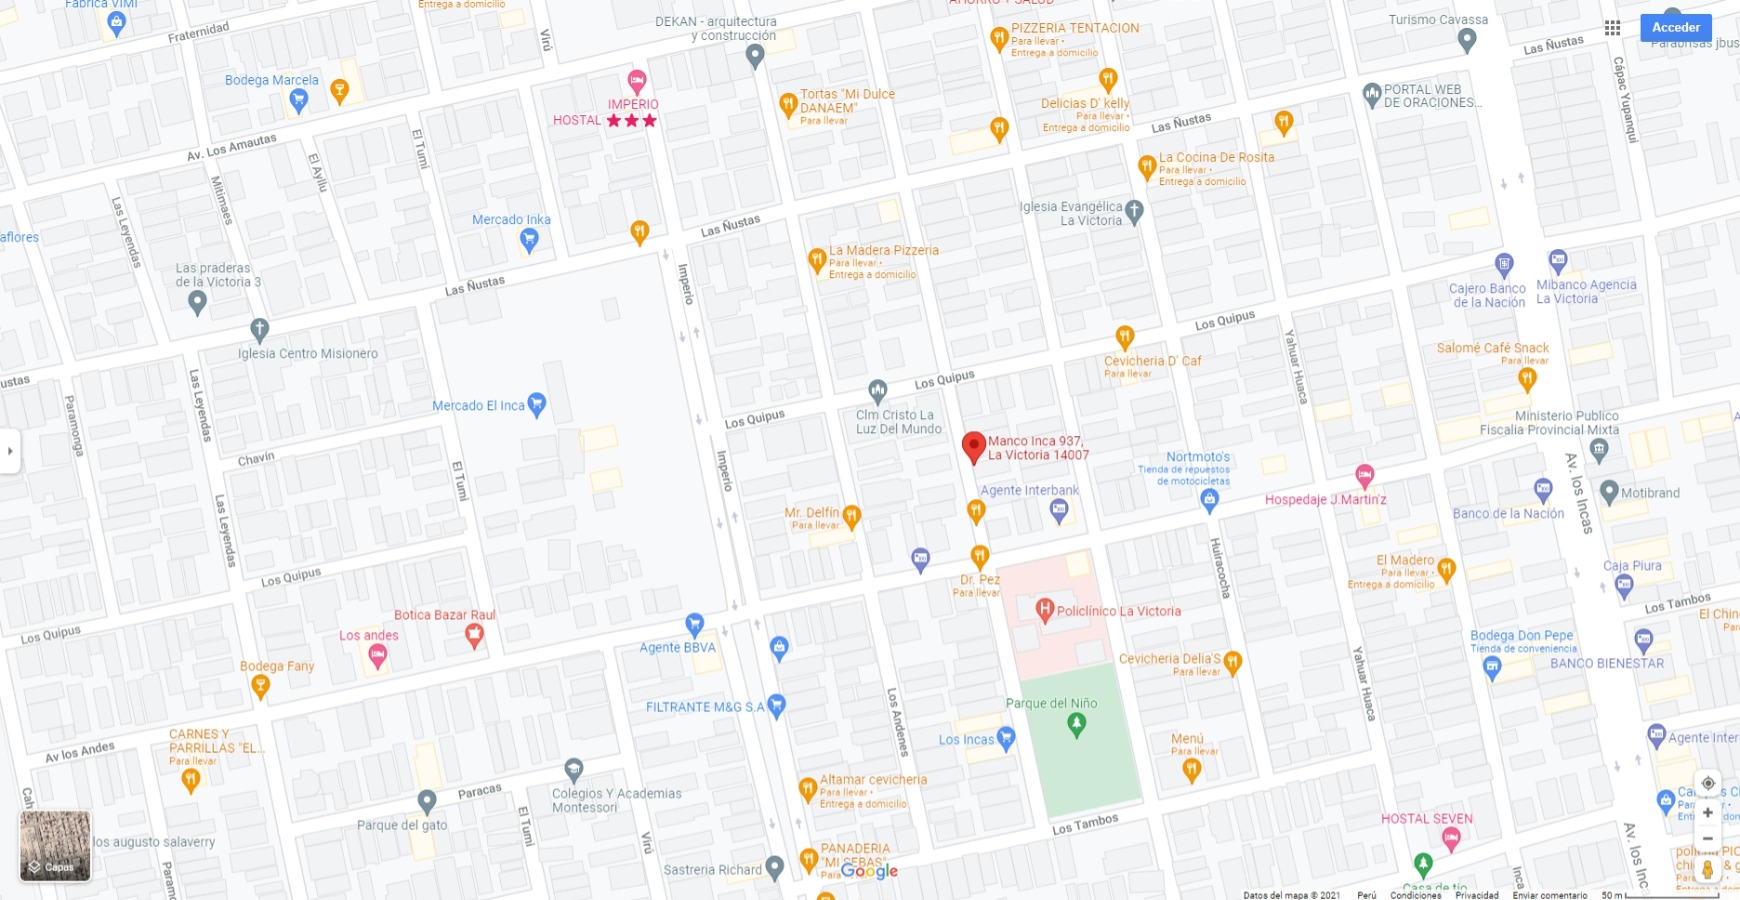 Fábrica VIMI
Entrega a domicilio
Fraternidad
Virú
DEKAN - arquitectura
y construcción
PIZZERIA TENTACION
Para llevar •
Entrega a domicilio
Turismo Cavassa
Acceder
Las Ñustas
Cápac Yupanqui
Bodega Marcela
IMPERIO
HOSTAL ★★★
Tortas "Mi Dulce
DANAEM"
Para llevar
Delicias D' kelly
Para llevar •
Entrega a domicilio
PORTAL WEB
DE ORACIONES...
Av. Los Amautas
El Tumi
El Ayllu
Las Ñustas
La Cocina De Rosita
Para llevar •
Entrega a domicilio
Mitimaes
Las Leyendas
Iglesia Evangélica
La Victoria
Mercado Inka
Las Ñustas
aflores
La Madera Pizzeria
Para llevar •
Entrega a domicilio
Las praderas
de la Victoria 3
Las Ñustas
Imperio
Cajero Banco
de la Nación
Mibanco Agencia
La Victoria
Los Quipus
Iglesia Centro Misionero
Cevicheria D' Caf
Para llevar
Yahuar Huaca
Salomé Café Snack
Para llevar
ustas
Los Quipus
Las Leyendas
Paramonga
Mercado El Inca
Clm Cristo La
Luz Del Mundo
Los Quipus
Ministerio Publico
Fiscalia Provincial Mixta
Manco Inca 937,
La Victoria 14007
Chavín
El Tumi
Imperio
Nortmoto's
Tienda de repuestos
de motocicletas
Av. los Incas
Agente Interbank
Hospedaje J.Martin'z
Motibrand
Mr. Delfín
Para llevar
Banco de la Nación
Las Leyendas
Huiracocha
El Madero
Para llevar •
Entrega a domicilio
Caja Piura
Los Quipus
Dr. Pez
Para llevar
Los Tambos
Policlínico La Victoria
Botica Bazar Raul
El Chin
Los Quipus
Los andes
Agente BBVA
Bodega Don Pepe
Tienda de conveniencia
Bodega Fany
Cevicheria Delia'S
Para llevar
BANCO BIENESTAR
Yahuar Huaca
FILTRANTE M&G S.A
Los Andenes
Parque del Niño
CARNES Y
PARRILLAS "EL...
Para llevar
Los Incas
Menú
Para llevar
Agente Inter
Av los Andes
Altamar cevicheria
Para llevar •
Entrega a domicilio
Colegios Y Academias
Montessori
Paracas
Parque del gato
El Tumi
Virú
Los Tambos
HOSTAL SEVEN
los augusto salaverry
Capas
PANADERIA
"MI SEBAS"
Para
Google
Sastreria Richard
Av. los Inc
Casa de tio
Inca
Datos del mapa © 2021
Perú
Condiciones
Privacidad
Enviar comentario
50 m